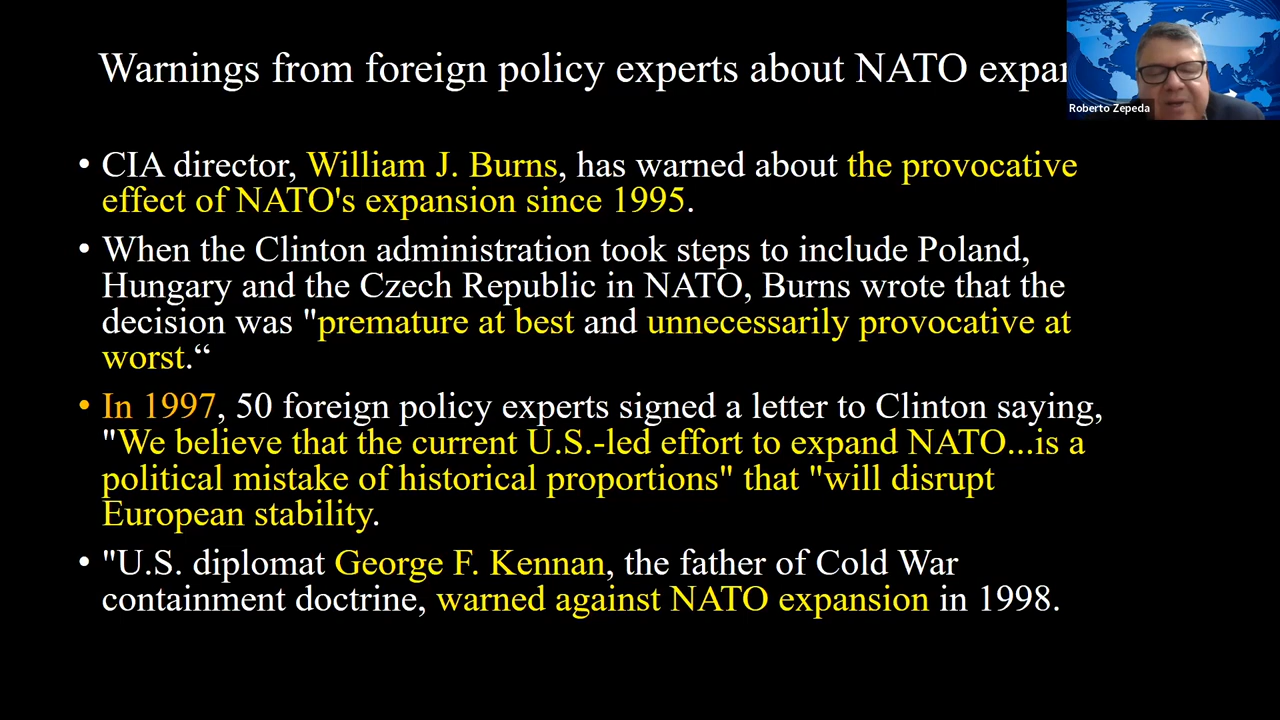 Warnings from foreign policy experts about NATO expan
Roberto Zepeda
• CIA director, William J. Burns, has warned about the provocative
effect of NATO's expansion since 1995.
• When the Clinton administration took steps to include Poland,
Hungary and the Czech Republic in NATO, Burns wrote that the
decision was "premature at best and unnecessarily provocative at
worst.“
• In 1997, 50 foreign policy experts signed a letter to Clinton saying,
"We believe that the current U.S.-led effort to expand NATO...is a
political mistake of historical proportions" that "will disrupt
European stability.
• "U.S. diplomat George F. Kennan, the father of Cold War
containment doctrine, warned against NATO expansion in 1998.